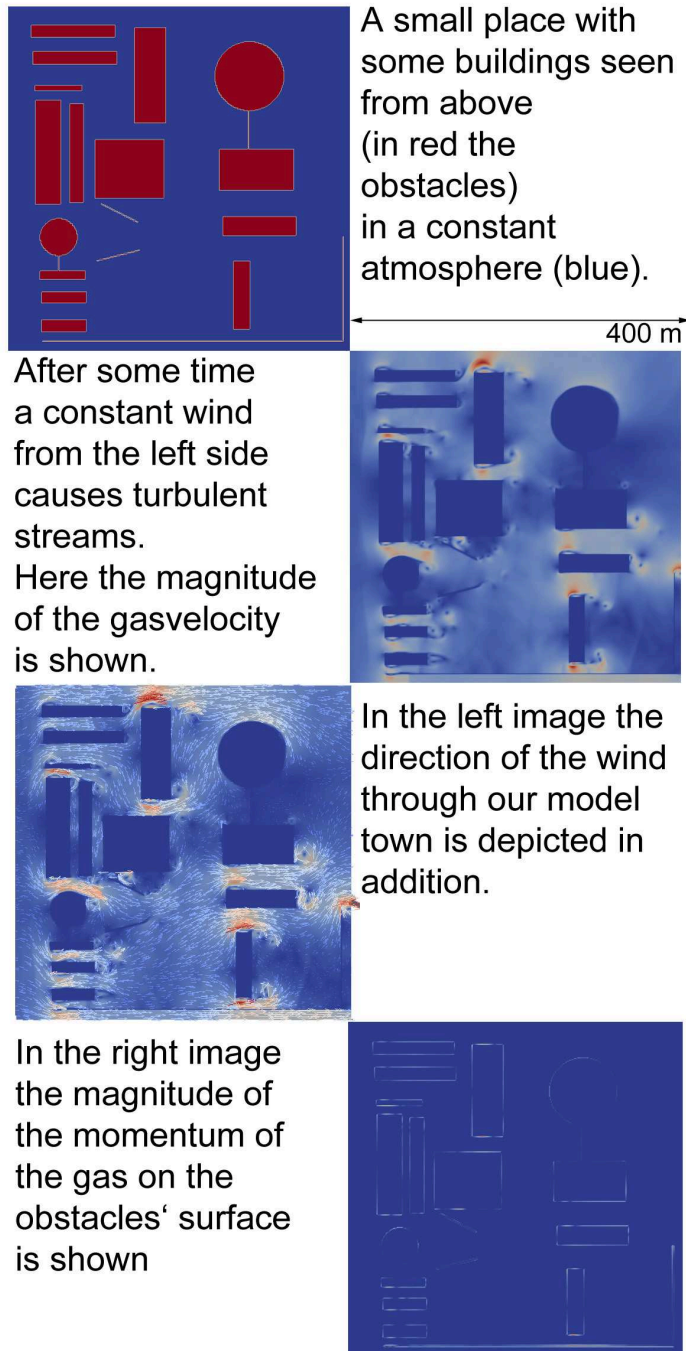 A small place with
some buildings seen
from above
(in red the
obstacles)
in a constant
atmosphere (blue).
400 m
After some time
a constant wind
from the left side
causes turbulent
streams.
Here the magnitude
of the gasvelocity
is shown.
In the left image the
direction of the wind
through our model
town is depicted in
addition.
In the right image
the magnitude of
the momentum of
the gas on the
obstacles‘ surface
is shown